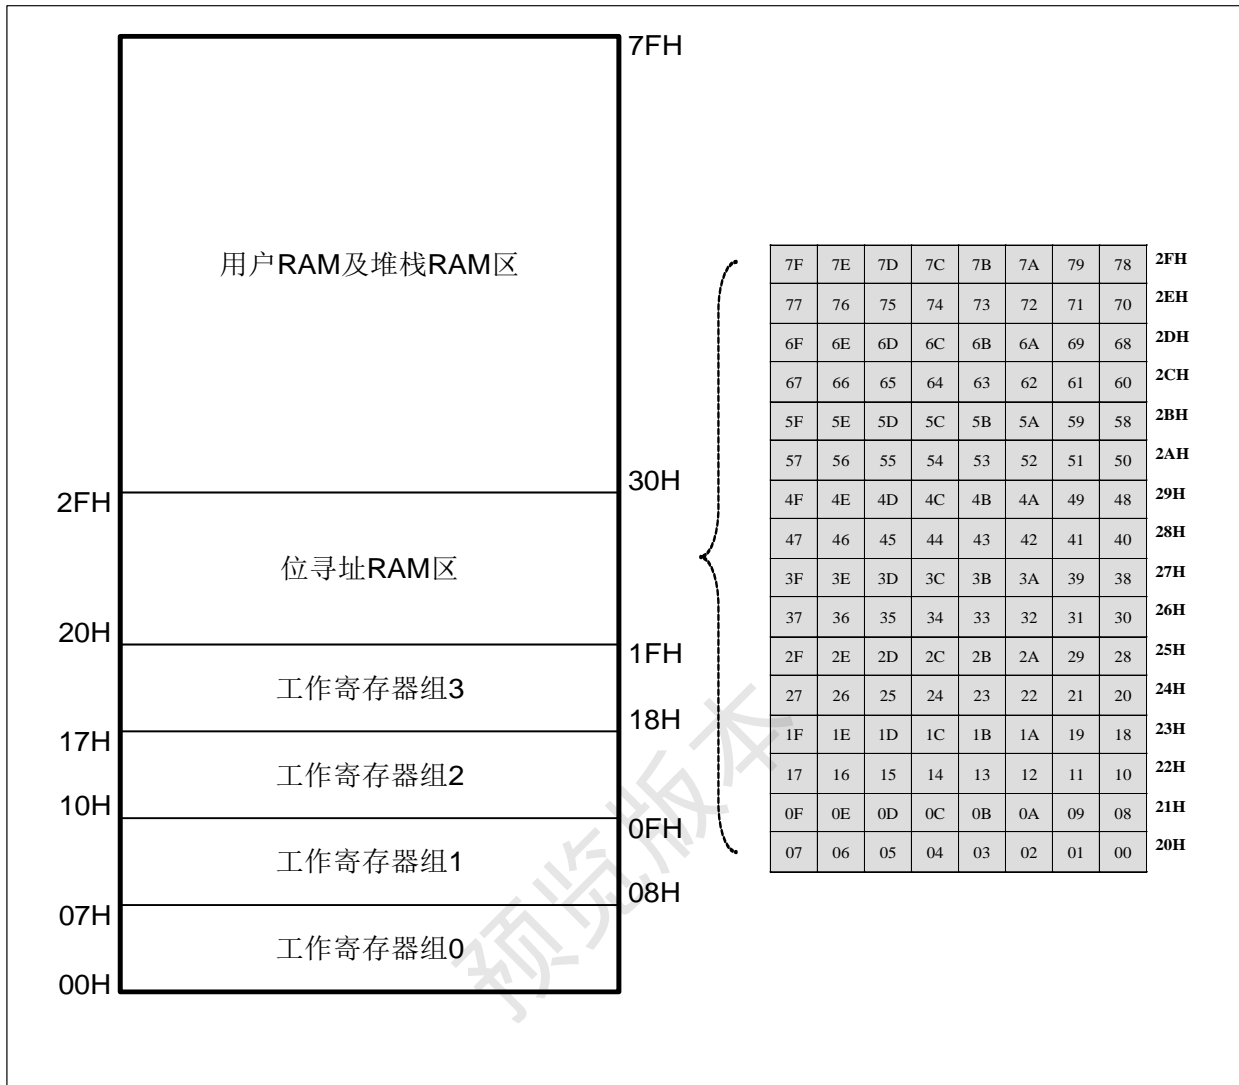 7FH
用户RAM及堆栈RAM区
30H
2FH
位寻址RAM区
20H
1FH
工作寄存器组3
18H
17H
工作寄存器组2
10H
0FH
工作寄存器组1
08H
07H
工作寄存器组0
00H
7F 7E 7D 7C 7B 7A 79 78 2FH
77 76 75 74 73 72 71 70 2EH
6F 6E 6D 6C 6B 6A 69 68 2DH
67 66 65 64 63 62 61 60 2CH
5F 5E 5D 5C 5B 5A 59 58 2BH
57 56 55 54 53 52 51 50 2AH
4F 4E 4D 4C 4B 4A 49 48 29H
47 46 45 44 43 42 41 40 28H
3F 3E 3D 3C 3B 3A 39 38 27H
37 36 35 34 33 32 31 30 26H
2F 2E 2D 2C 2B 2A 29 28 25H
27 26 25 24 23 22 21 20 24H
1F 1E 1D 1C 1B 1A 19 18 23H
17 16 15 14 13 12 11 10 22H
0F 0E 0D 0C 0B 0A 09 08 21H
07 06 05 04 03 02 01 00 20H
预览版本